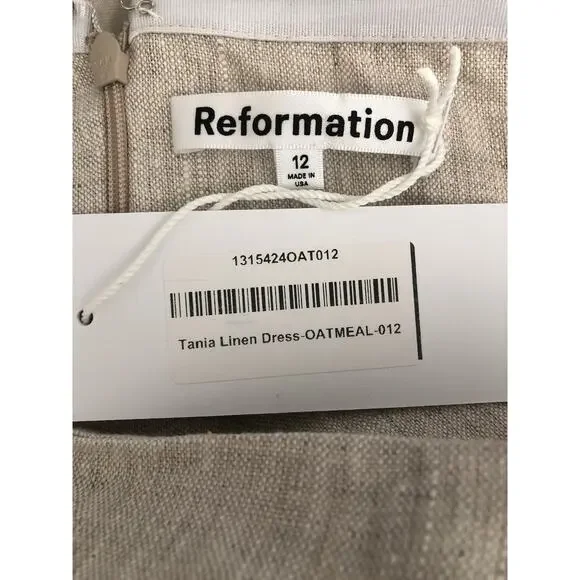 Reformation
12
MADE IN
USA
1315424OAT012
Tania Linen Dress-OATMEAL-012